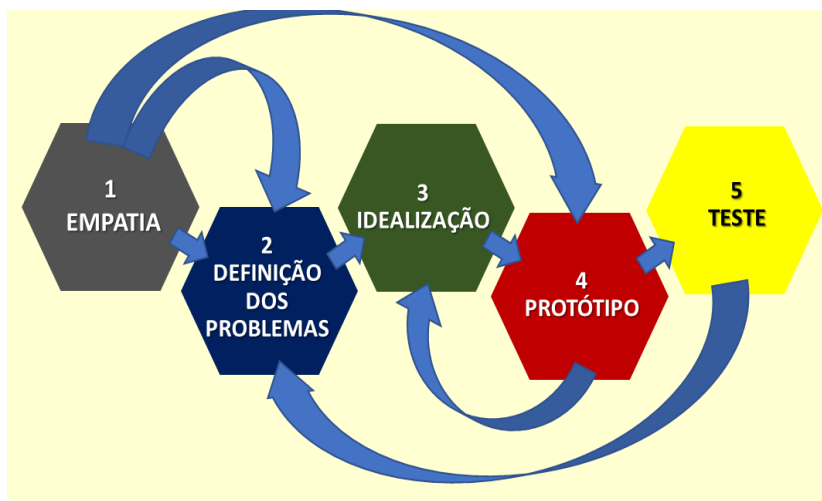 1
EMPATIA
2
DEFINIÇÃO
DOS
PROBLEMAS
3
IDEALIZAÇÃO
4
PROTÓTIPO
5
TESTE